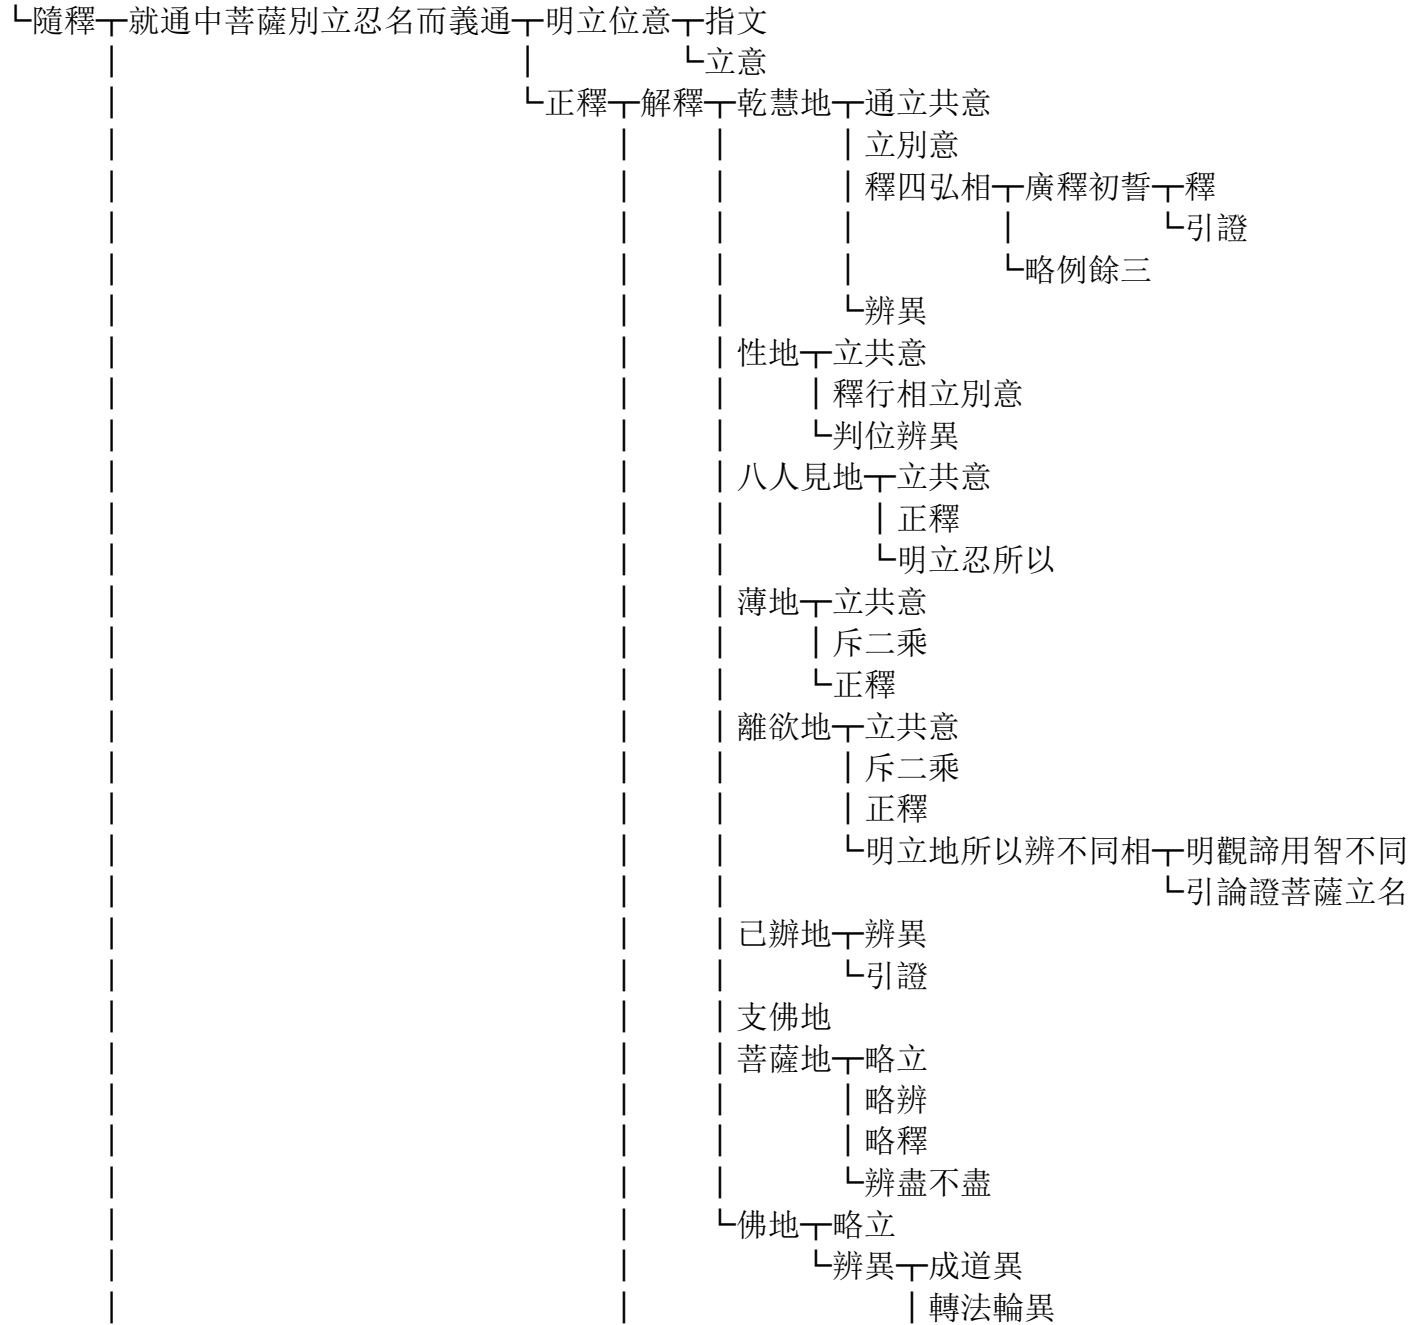 └隨釋┬就通中菩薩別立忍名而義通┬明立位意┬指文
│ │ └立意
│ └正釋┬解釋┬乾慧地┬通立共意
│ │ │ │立別意
│ │ │ │釋四弘相┬廣釋初誓┬釋
│ │ │ │ │ └引證
│ │ │ │ └略例餘三
│ │ │ └辨異
│ │ │性地┬立共意
│ │ │ │釋行相立別意
│ │ │ └判位辨異
│ │ │八人見地┬立共意
│ │ │ │正釋
│ │ │ └明立忍所以
│ │ │薄地┬立共意
│ │ │ │斥二乘
│ │ │ └正釋
│ │ │離欲地┬立共意
│ │ │ │斥二乘
│ │ │ │正釋
│ │ │ └明立地所以辨不同相┬明觀諦用智不同
│ │ │ └引論證菩薩立名
│ │ │已辦地┬辨異
│ │ │ └引證
│ │ │支佛地
│ │ │菩薩地┬略立
│ │ │ │略辨
│ │ │ │略釋
│ │ │ └辨盡不盡
│ │ └佛地┬略立
│ │ └辨異┬成道異
│ │ │轉法輪異